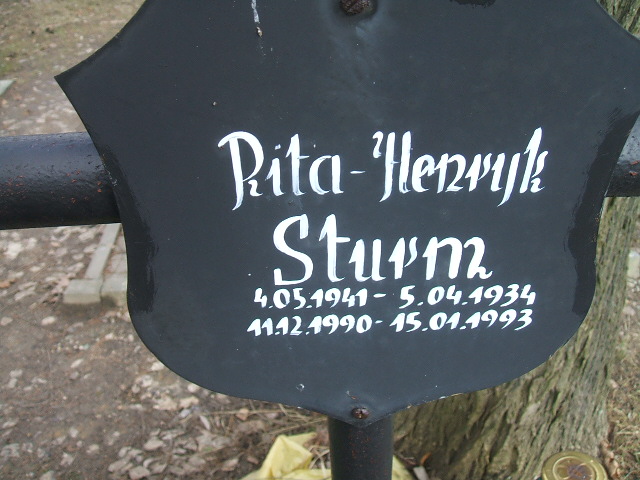 Rita-Henryk
Sturm
4.05.1941 - 5.04.1934
11.12.1990 - 15.01.1993